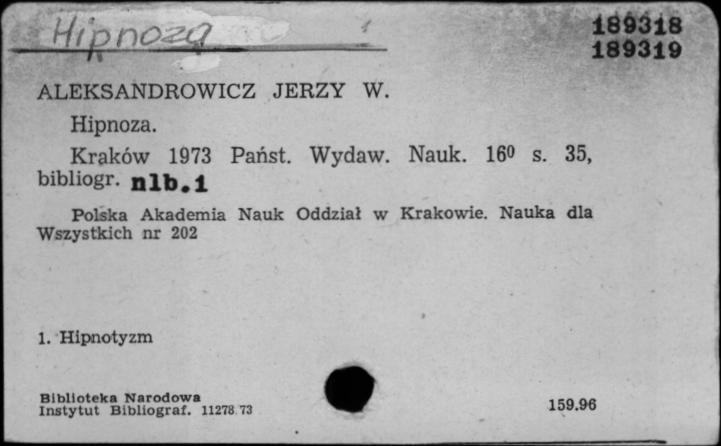 Hipnoza 1
189318
189319
ALEKSANDROWICZ JERZY W.
Hipnoza.
Kraków 1973 Państ. Wydaw. Nauk. 16⁰ s. 35,
bibliogr. nlb.1
Polska Akademia Nauk Oddział w Krakowie. Nauka dla
Wszystkich nr 202
1. Hipnotyzm
Biblioteka Narodowa
Instytut Bibliograf. 11278 73
159.96